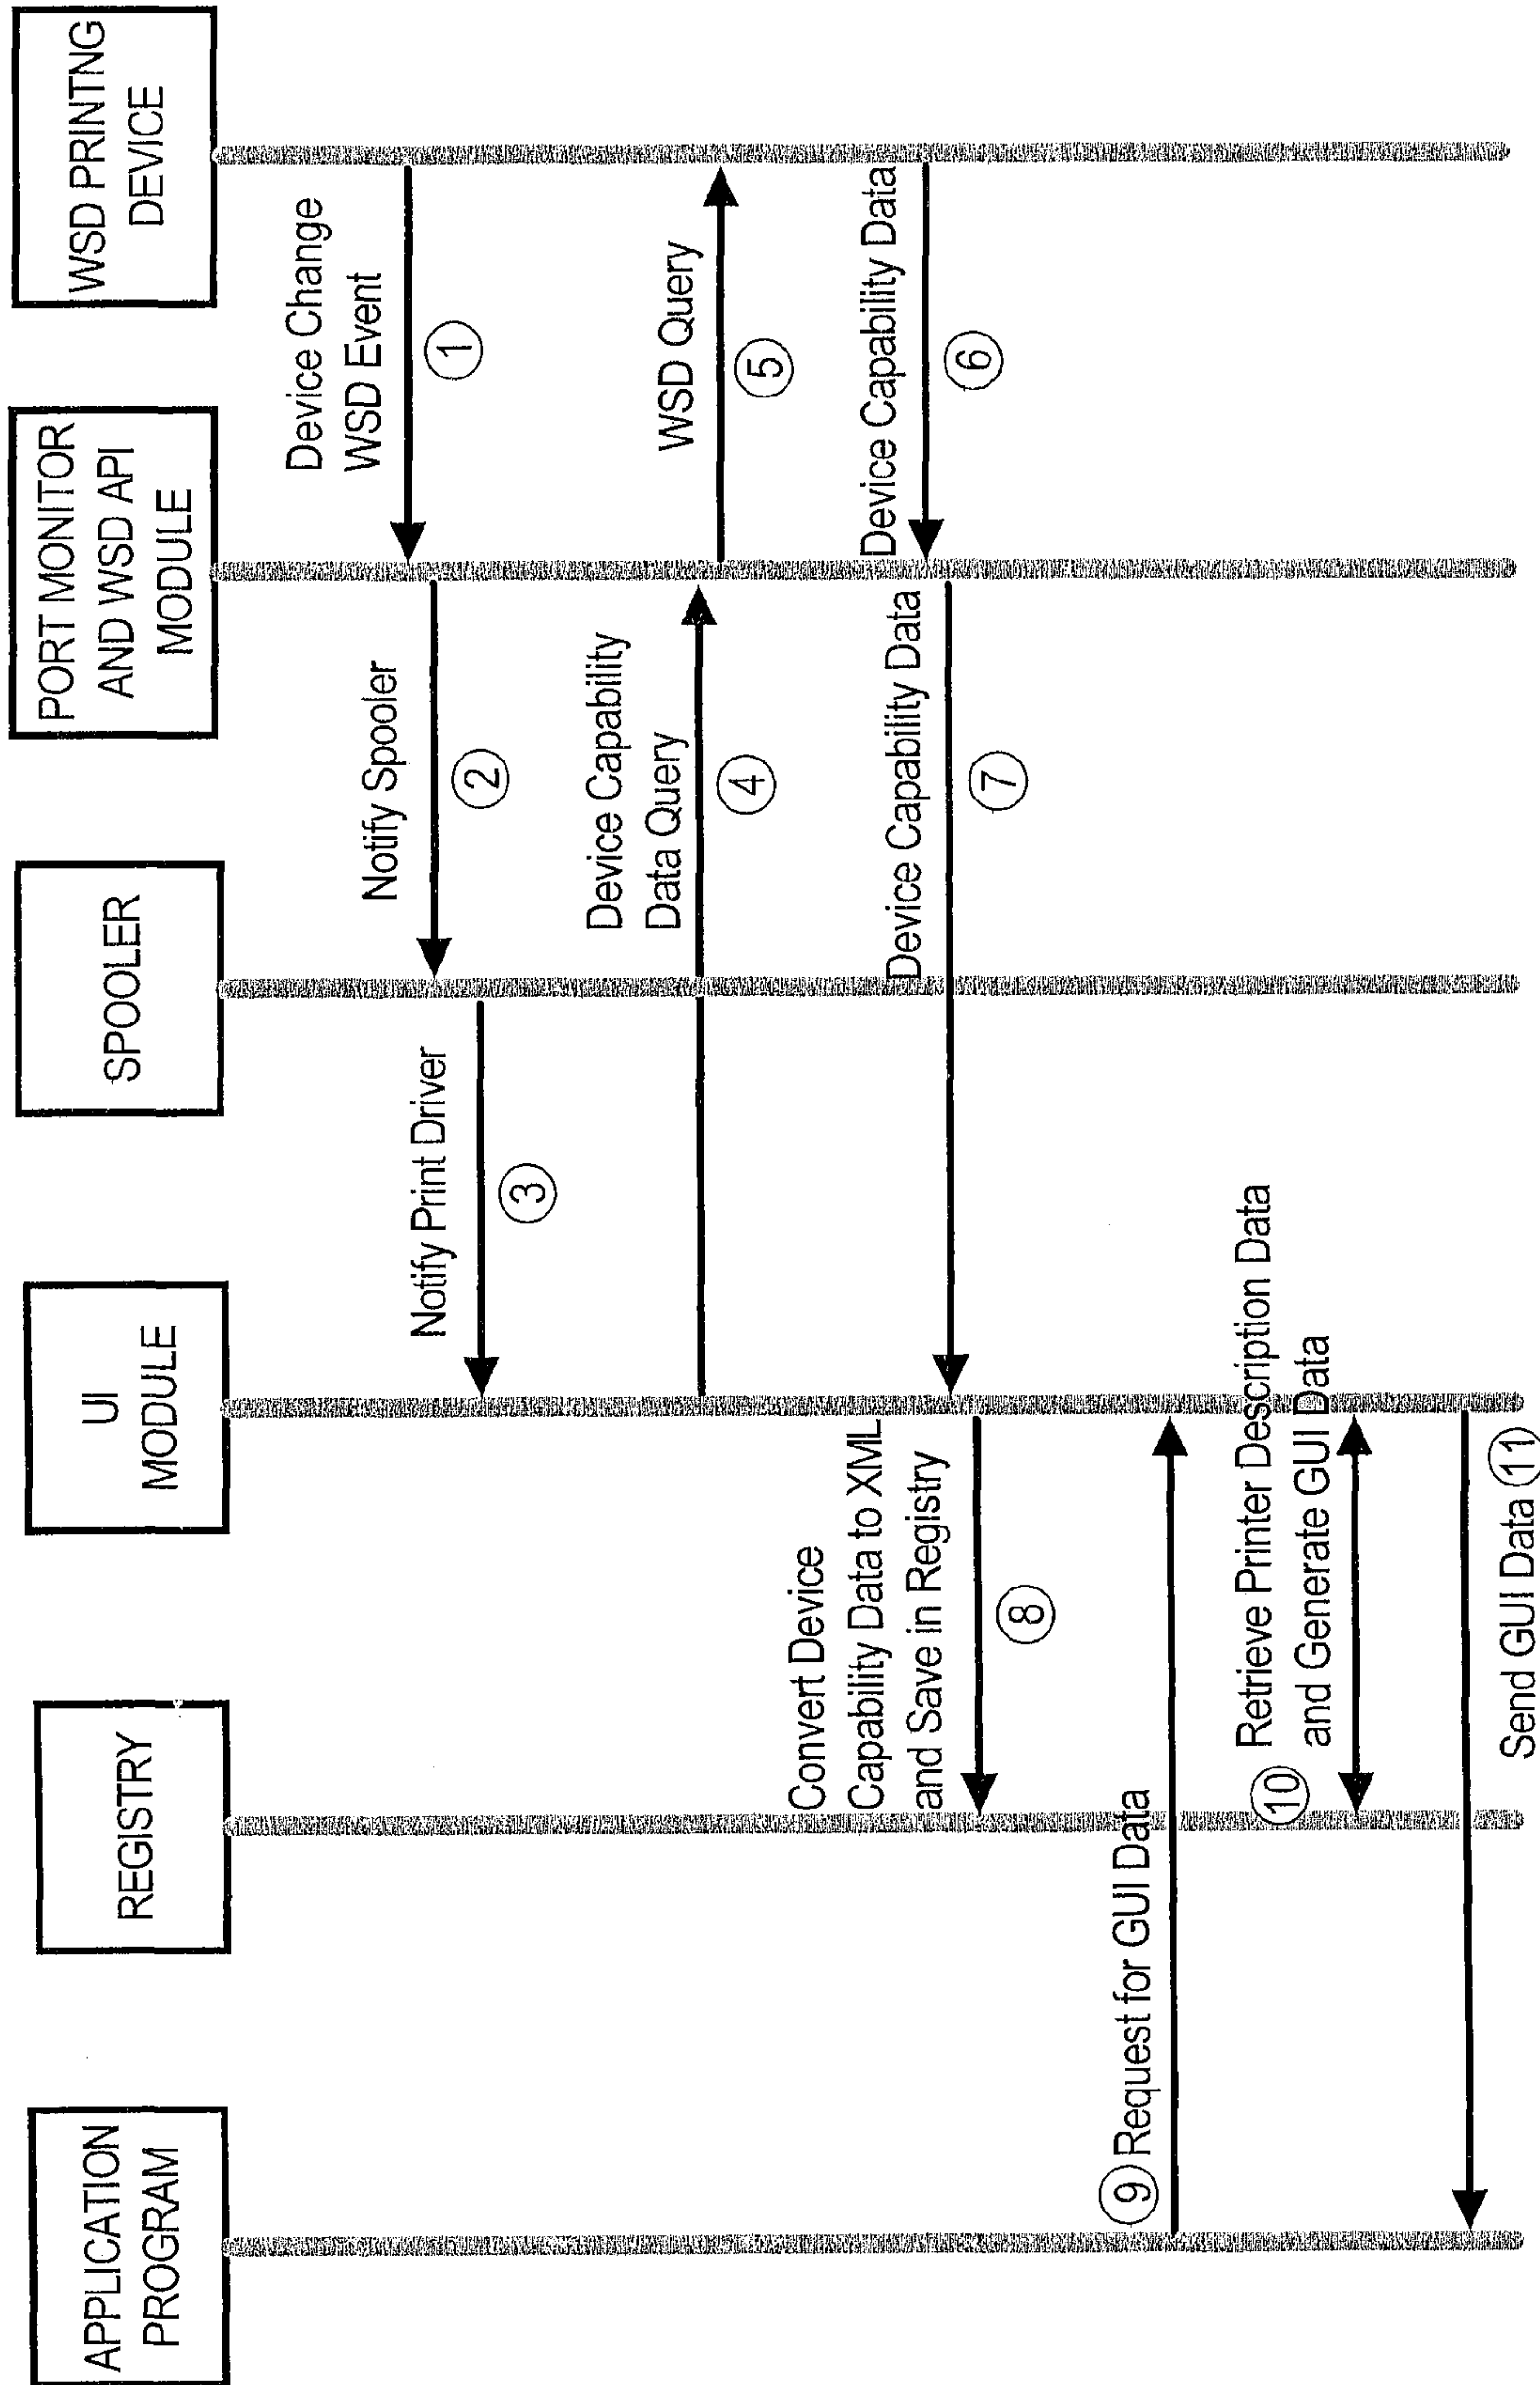 APPLICATION
PROGRAM
REGISTRY
UI
MODULE
SPOOLER
PORT MONITOR
AND WSD API
MODULE
WSD PRINTNG
DEVICE
Device Change
WSD Event
1
Notify Spooler
2
Notify Print Driver
3
Device Capability
Data Query
4
WSD Query
5
Device Capability Data
6
Device Capability Data
7
Convert Device
Capability Data to XML
and Save in Registry
8
9 Request for GUI Data
10 Retrieve Printer Description Data
and Generate GUI Data
Send GUI Data 11